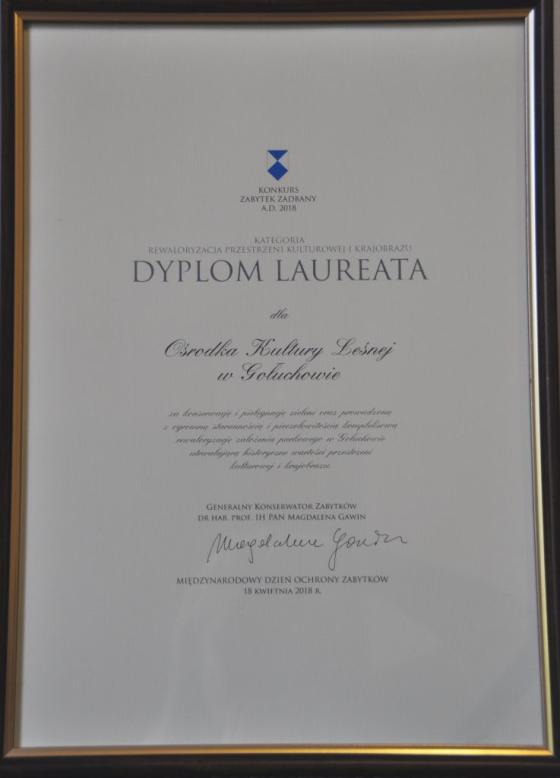 KONKURS
ZABYTEK ZADBANY
A.D. 2018
KATEGORIA
REWALORYZACJA PRZESTRZENI KULTUROWEJ I KRAJOBRAZU
DYPLOM LAUREATA
dla
Ośrodka Kultury Leśnej
w Gołuchowie
za konserwację i pielęgnację zieleni oraz prowadzoną
z ogromną starannością i pieczołowitością kompleksową
rewaloryzację założenia parkowego w Gołuchowie
utrwalającą historyczne wartości przestrzeni
kulturowej i krajobrazu.
GENERALNY KONSERWATOR ZABYTKÓW
DR HAB. PROF. IH PAN MAGDALENA GAWIN
Magdalena Gawin
MIĘDZYNARODOWY DZIEŃ OCHRONY ZABYTKÓW
18 KWIETNIA 2018 R.